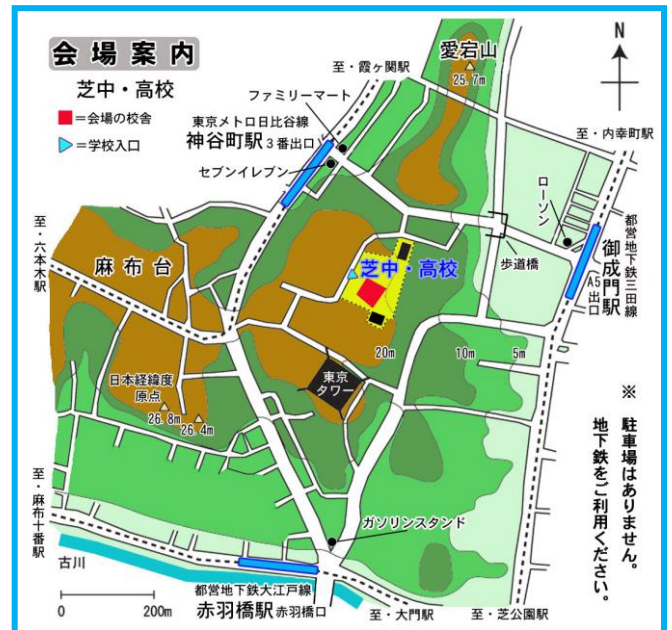 会場案内
芝中・高校
■＝会場の校舎
▷＝学校入口
N
愛宕山
25.7m
至・霞ヶ関駅
ファミリーマート
東京メトロ日比谷線
神谷町駅3番出口
セブンイレブン
至・内幸町駅
ローソン
都営地下鉄三田線
御成門駅
A5出口
歩道橋
至・六本木駅
麻布台
芝中・高校
20m
10m
5m
東京
タワー
日本経緯度
原点
26.8m
26.4m
※ 駐車場はありません。
地下鉄をご利用ください。
至・麻布十番駅
ガソリンスタンド
古川
都営地下鉄大江戸線
赤羽橋駅赤羽橋口
至・大門駅
至・芝公園駅
0 200m